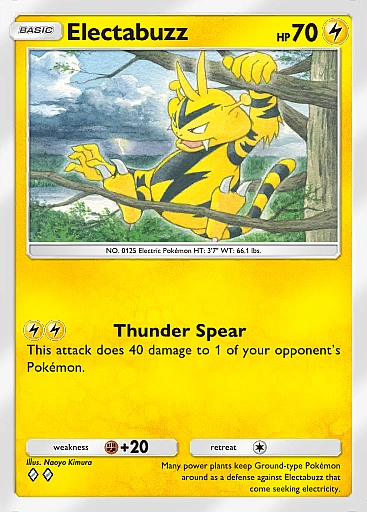 BASIC Electabuzz HP 70
NO. 0125 Electric Pokémon HT: 3'7" WT: 66.1 lbs.
Thunder Spear
This attack does 40 damage to 1 of your opponent's
Pokémon.
weakness +20 retreat
Illus. Naoyo Kimura
Many power plants keep Ground-type Pokémon
around as a defense against Electabuzz that
come seeking electricity.